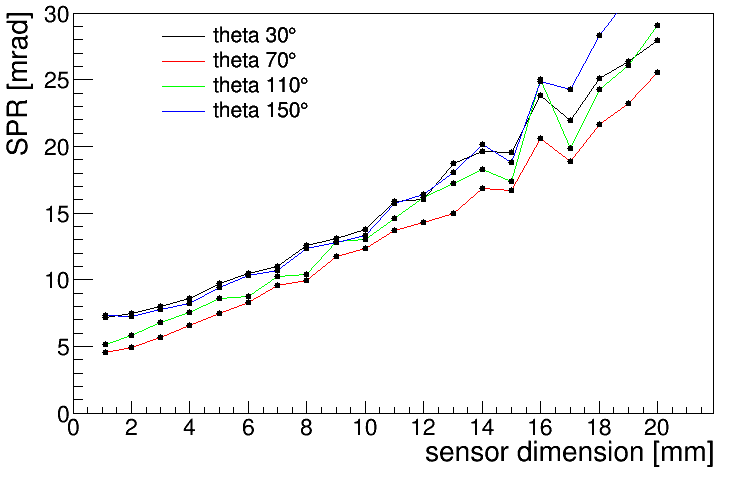 SPR [mrad]
30
25
20
15
10
5
0
theta 30°
theta 70°
theta 110°
theta 150°
0 2 4 6 8 10 12 14 16 18 20
sensor dimension [mm]